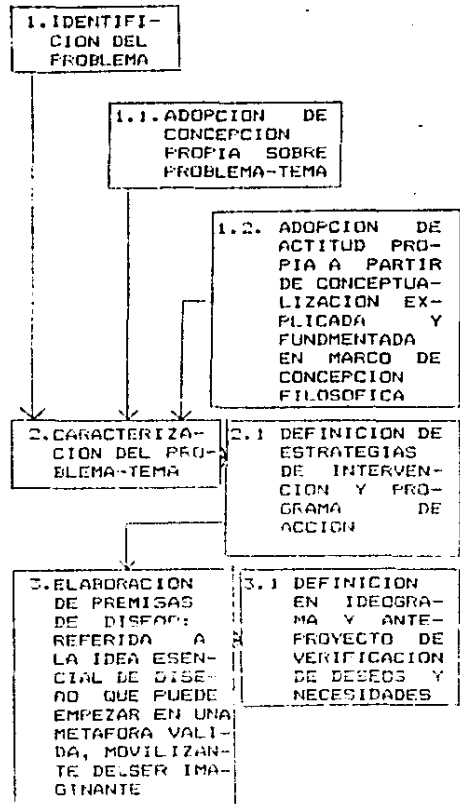 1.IDENTIFI-
CION DEL
PROBLEMA
1.1.ADOPCION DE
CONCEPCION
PROPIA SOBRE
PROBLEMA-TEMA
1.2. ADOPCION DE
ACTITUD PRO-
PIA A PARTIR
DE CONCEPTUA-
LIZACION EX-
PLICADA Y
FUNDMENTADA
EN MARCO DE
CONCEPCION
FILOSOFICA
2.CARACTERIZA-
CION DEL PRO-
BLEMA-TEMA
2.1 DEFINICION DE
ESTRATEGIAS
DE INTERVEN-
CION Y PRO-
GRAMA DE
ACCION
3.ELABORACION
DE PREMISAS
DE DISEÑO:
REFERIDA A
LA IDEA ESEN-
CIAL DE DISE-
ÑO QUE PUEDE
EMPEZAR EN UNA
METAFORA VALI-
DA, MOVILIZAN-
TE DELSER IMA-
GINANTE
3.1 DEFINICION
EN IDEOGRA-
MA Y ANTE-
PROYECTO DE
VERIFICACION
DE DESEOS Y
NECESIDADES